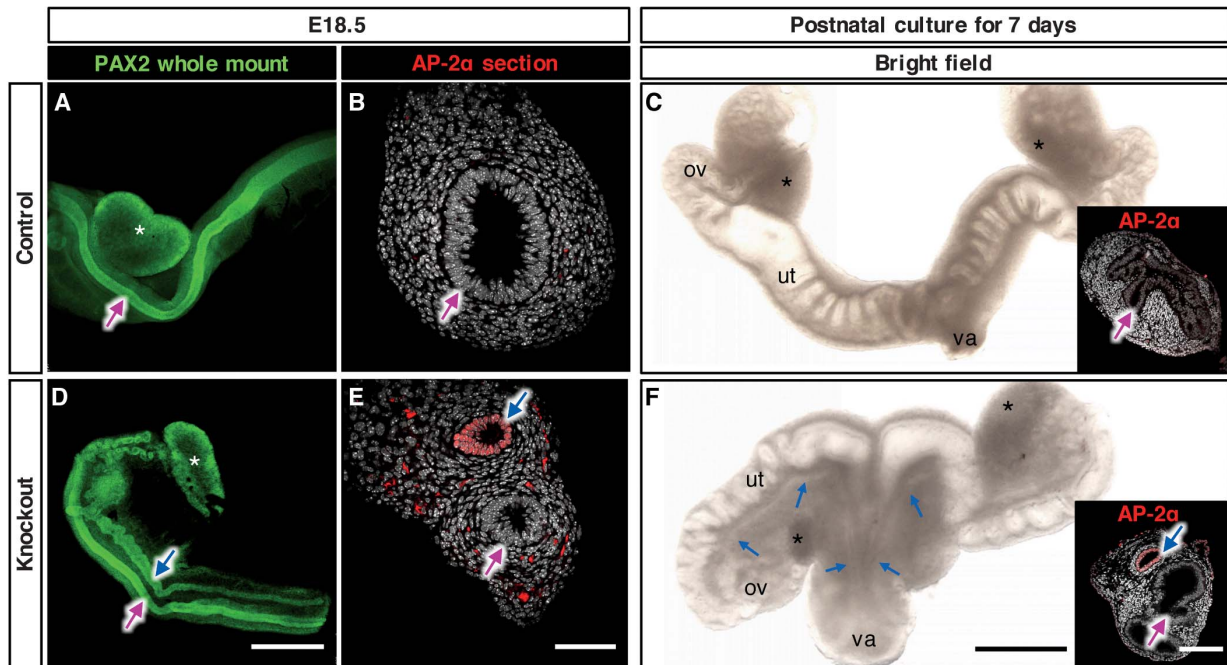 E18.5
Postnatal culture for 7 days
PAX2 whole mount
AP-2α section
Bright field
Control
A
*
B
C
ov
*
*
ut
va
AP-2α
Knockout
D
*
E
F
*
ut
*
ov
va
AP-2α